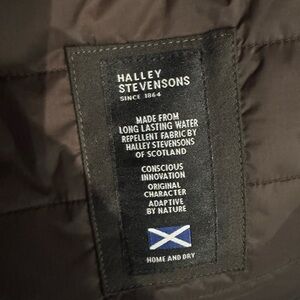 HALLEY
STEVENSONS
SINCE 1864
MADE FROM
LONG LASTING WATER
REPELLENT FABRIC BY
HALLEY STEVENSONS
OF SCOTLAND
CONSCIOUS
INNOVATION
ORIGINAL
CHARACTER
ADAPTIVE
BY NATURE
HOME AND DRY